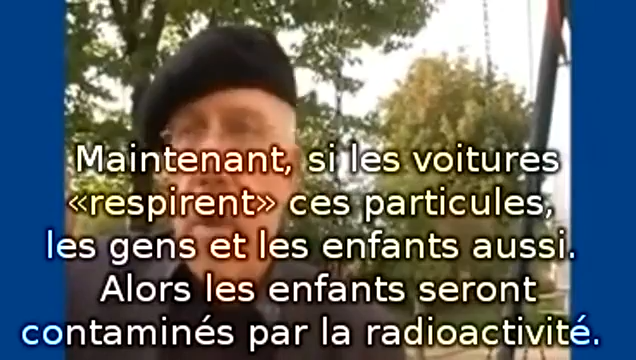 Maintenant, si les voitures
«respirent» ces particules,
les gens et les enfants aussi.
Alors les enfants seront
contaminés par la radioactivité.